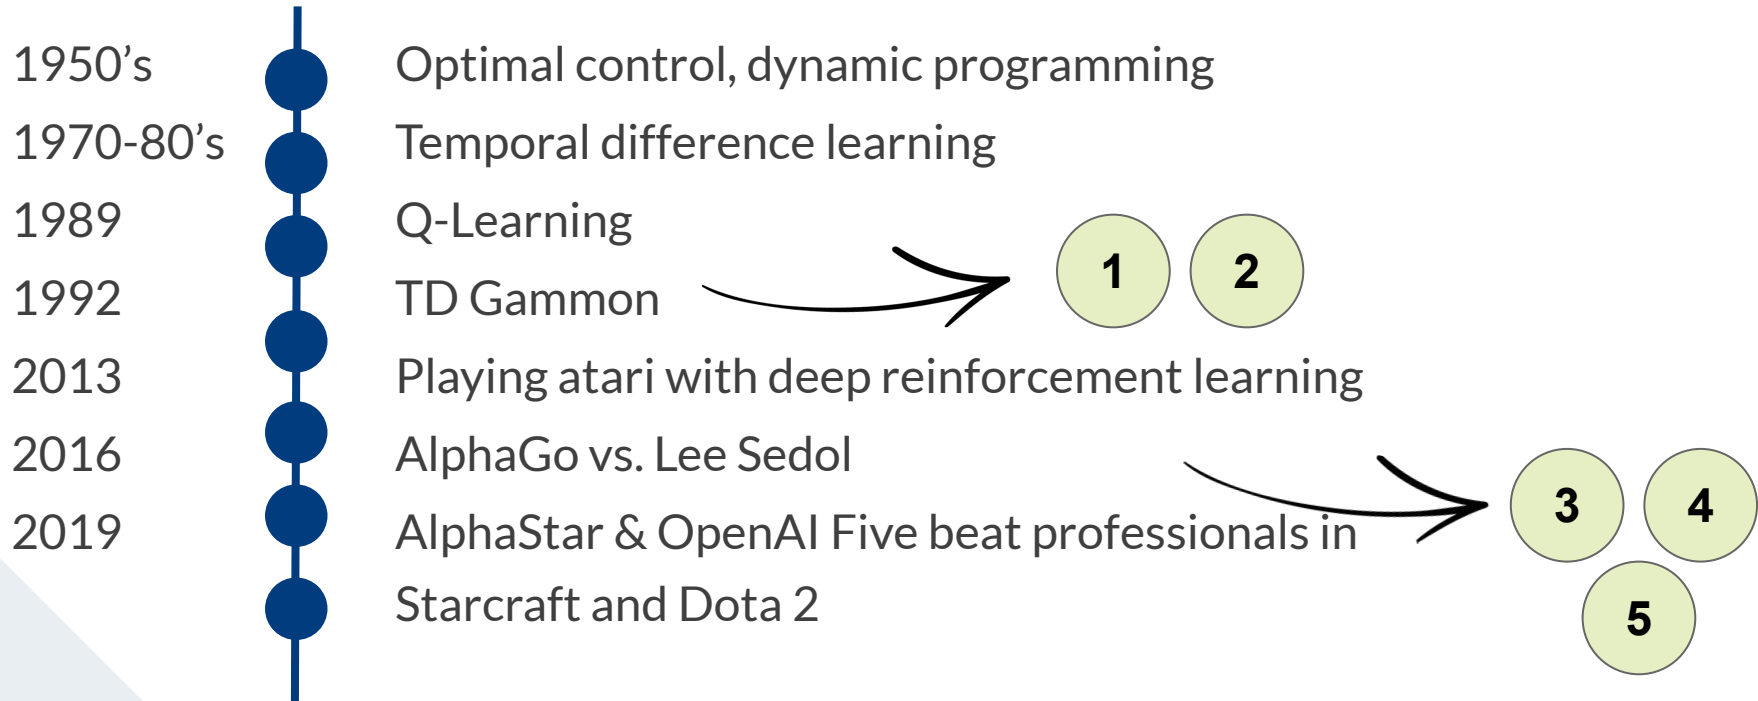 1950’s Optimal control, dynamic programming
1970-80’s Temporal difference learning
1989 Q-Learning
1992 TD Gammon
1 2
2013 Playing atari with deep reinforcement learning
2016 AlphaGo vs. Lee Sedol
2019 AlphaStar & OpenAI Five beat professionals in
Starcraft and Dota 2
3 4
5